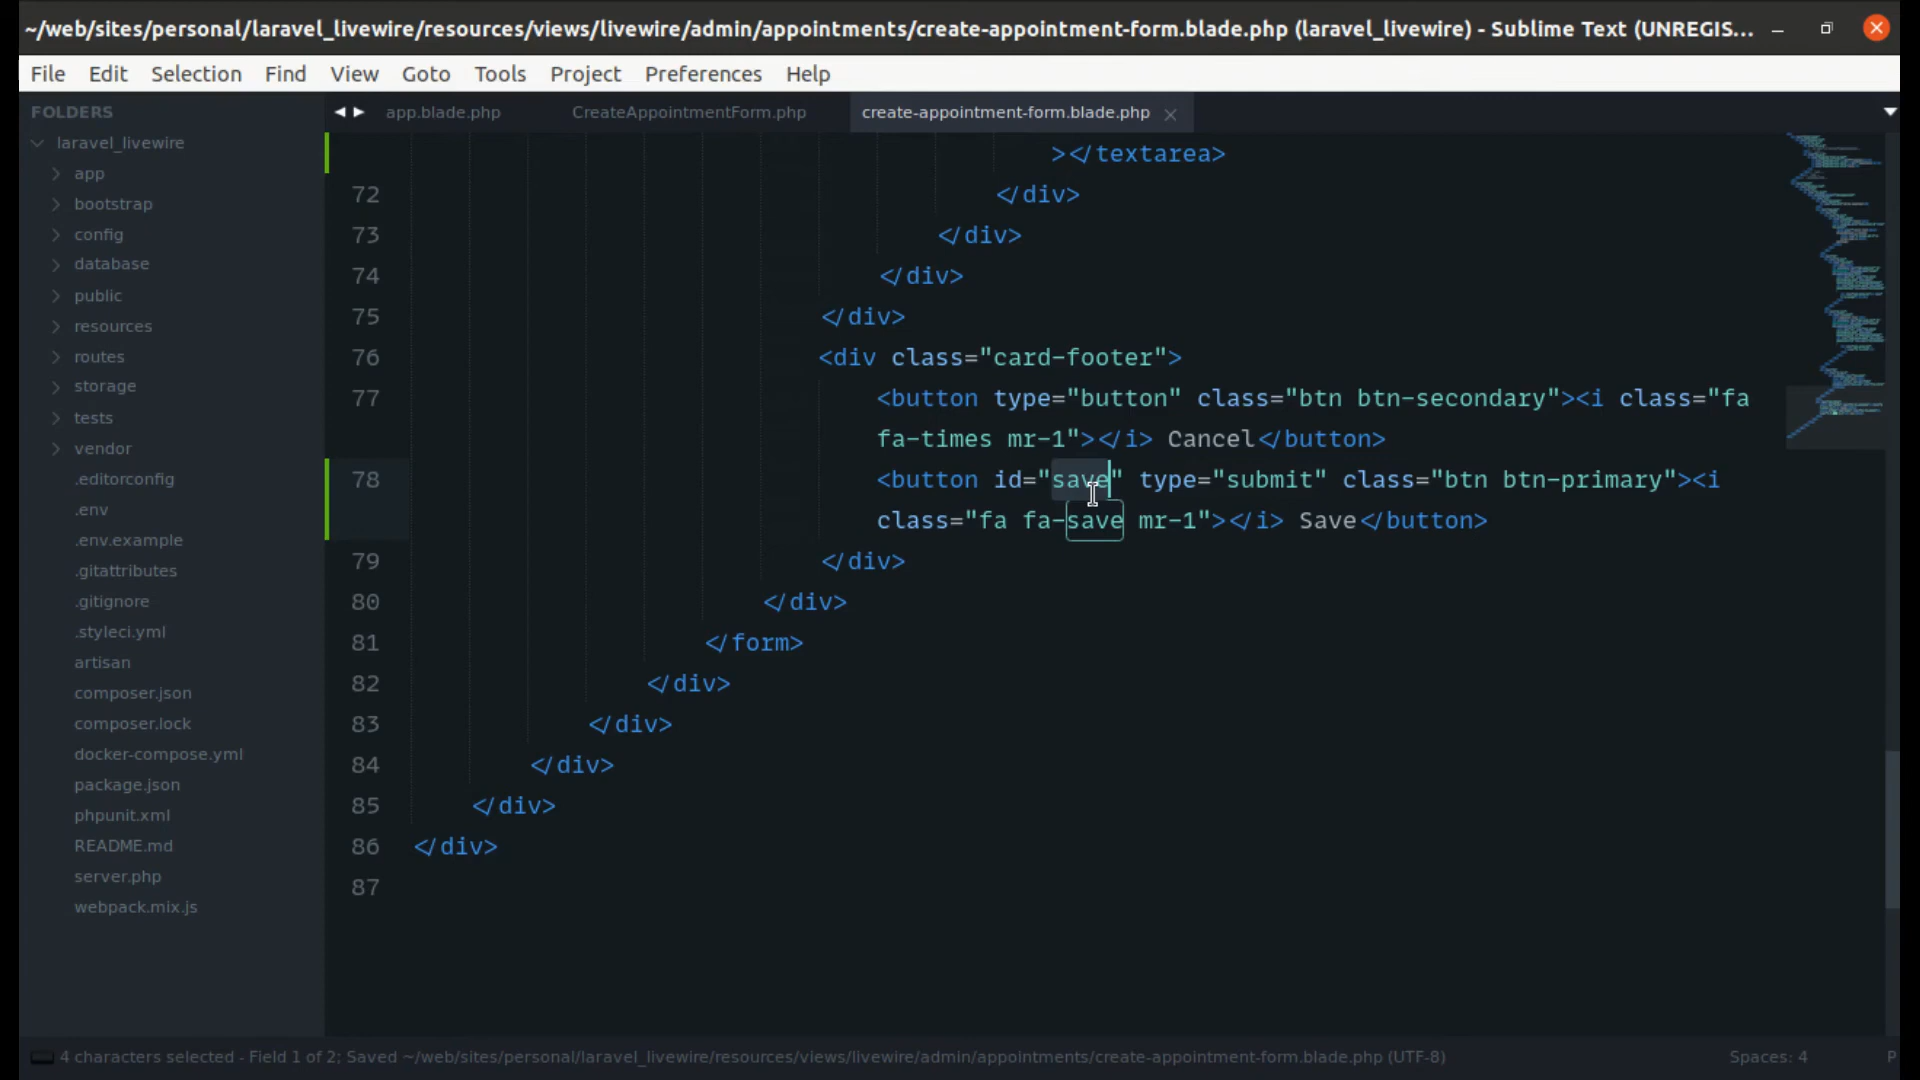 ~/web/sites/personal/laravel_livewire/resources/views/livewire/admin/appointments/create-appointment-form.blade.php (laravel_livewire) - Sublime Text (UNREGIS...
File Edit Selection Find View Goto Tools Project Preferences Help
FOLDERS
laravel_livewire
app
bootstrap
config
database
public
resources
routes
storage
tests
vendor
.editorconfig
.env
.env.example
.gitattributes
.gitignore
.styleci.yml
artisan
composer.json
composer.lock
docker-compose.yml
package.json
phpunit.xml
README.md
server.php
webpack.mix.js
app.blade.php CreateAppointmentForm.php create-appointment-form.blade.php
></textarea>
72 </div>
73 </div>
74 </div>
75 </div>
76 <div class="card-footer">
77 <button type="button" class="btn btn-secondary"><i class="fa
fa-times mr-1"></i> Cancel</button>
78 <button id="save" type="submit" class="btn btn-primary"><i
class="fa fa-save mr-1"></i> Save</button>
79 </div>
80 </div>
81 </form>
82 </div>
83 </div>
84 </div>
85 </div>
86 </div>
87
4 characters selected - Field 1 of 2; Saved ~/web/sites/personal/laravel_livewire/resources/views/livewire/admin/appointments/create-appointment-form.blade.php (UTF-8) Spaces: 4 P